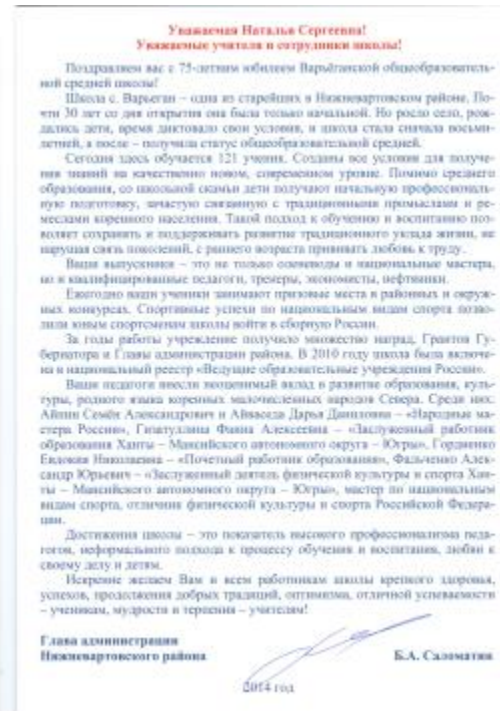 Уважаемая Наталья Сергеевна!
Уважаемые учителя и сотрудники школы!
Поздравляем вас с 75-летним юбилеем Варьёганской общеобразователь-
ной средней школы!
Школа с. Варьеган – одна из старейших в Нижневартовском районе. По-
чти 30 лет со дня открытия она была только начальной. Но росло село, рож-
дались дети, время диктовало свои условия, и школа стала сначала восьми-
летней, а после – получила статус общеобразовательной средней.
Сегодня здесь обучается 121 ученик. Созданы все условия для получе-
ния знаний на качественно новом, современном уровне. Помимо среднего
образования, со школьной скамьи дети получают начальную профессиональ-
ную подготовку, зачастую связанную с традиционными промыслами и ре-
меслами коренного населения. Такой подход к обучению и воспитанию поз-
воляет сохранить и поддерживать развитие традиционного уклада жизни, не
нарушая связь поколений, с раннего возраста прививать любовь к труду.
Ваши выпускники – это не только оленеводы и национальные мастера,
но и квалифицированные педагоги, тренеры, экономисты, нефтяники.
Ежегодно ваши ученики занимают призовые места в районных и окруж-
ных конкурсах. Спортивные успехи по национальным видам спорта позво-
лили юным спортсменам школы войти в сборную России.
За годы работы учреждение получило множество наград, Грантов Гу-
бернатора и Главы администрации района. В 2010 году школа была включе-
на в национальный реестр «Ведущие образовательные учреждения России».
Ваши педагоги внесли неоценимый вклад в развитие образования, куль-
туры, родного языка коренных малочисленных народов Севера. Среди них:
Айпин Семён Александрович и Айваседа Дарья Даниловна – «Народные ма-
стера России», Гизатуллина Фаина Алексеевна – «Заслуженный работник
образования Ханты – Мансийского автономного округа – Югры», Гордиенко
Евдокия Николаевна – «Почетный работник образования», Фальченко Алек-
сандр Юрьевич – «Заслуженный деятель физической культуры и спорта Хан-
ты – Мансийского автономного округа – Югры», мастер по национальным
видам спорта, отличник физической культуры и спорта Российской Федера-
ции.
Достижения школы – это показатель высокого профессионализма педа-
гогов, неформального подхода к процессу обучения и воспитания, любви к
своему делу и детям.
Искренне желаем Вам и всем работникам школы крепкого здоровья,
успехов, продолжения добрых традиций, оптимизма, отличной успеваемости
– ученикам, мудрости и терпения – учителям!
Глава администрации
Нижневартовского района Б.А. Саломатин
2014 год